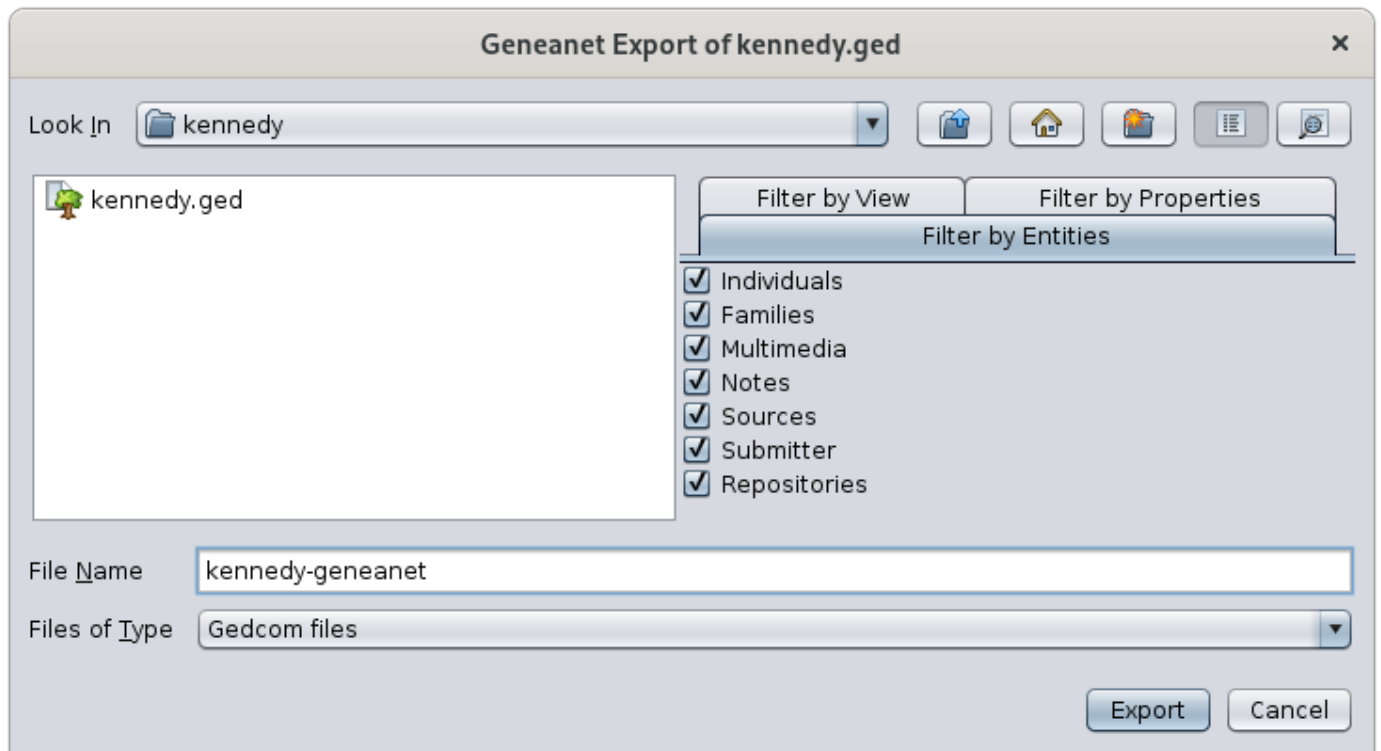 Geneanet Export of kennedy.ged
Look In kennedy
kennedy.ged
Filter by View Filter by Properties
Filter by Entities
Individuals
Families
Multimedia
Notes
Sources
Submitter
Repositories
File Name kennedy-geneanet
Files of Type Gedcom files
Export Cancel